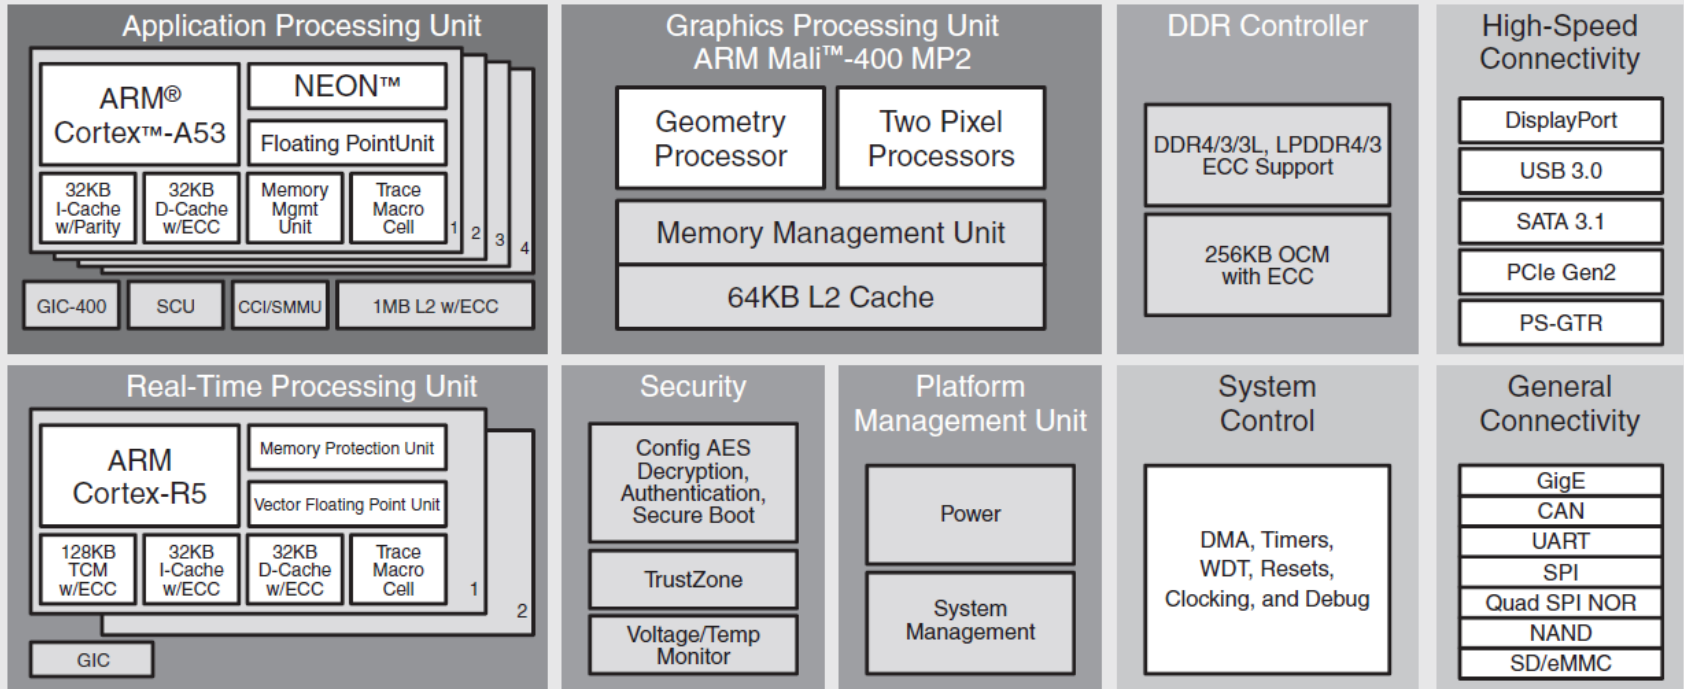 Application Processing Unit
ARM®
Cortex™-A53
NEON™
Floating PointUnit
32KB
I-Cache
w/Parity
32KB
D-Cache
w/ECC
Memory
Mgmt
Unit
Trace
Macro
Cell
1
2
3
4
GIC-400
SCU
CCI/SMMU
1MB L2 w/ECC
Graphics Processing Unit
ARM Mali™-400 MP2
Geometry
Processor
Two Pixel
Processors
Memory Management Unit
64KB L2 Cache
DDR Controller
DDR4/3/3L, LPDDR4/3
ECC Support
256KB OCM
with ECC
High-Speed
Connectivity
DisplayPort
USB 3.0
SATA 3.1
PCIe Gen2
PS-GTR
Real-Time Processing Unit
ARM
Cortex-R5
Memory Protection Unit
Vector Floating Point Unit
128KB
TCM
w/ECC
32KB
I-Cache
w/ECC
32KB
D-Cache
w/ECC
Trace
Macro
Cell
1
2
GIC
Security
Config AES
Decryption,
Authentication,
Secure Boot
TrustZone
Voltage/Temp
Monitor
Platform
Management Unit
Power
System
Management
System
Control
DMA, Timers,
WDT, Resets,
Clocking, and Debug
General
Connectivity
GigE
CAN
UART
SPI
Quad SPI NOR
NAND
SD/eMMC